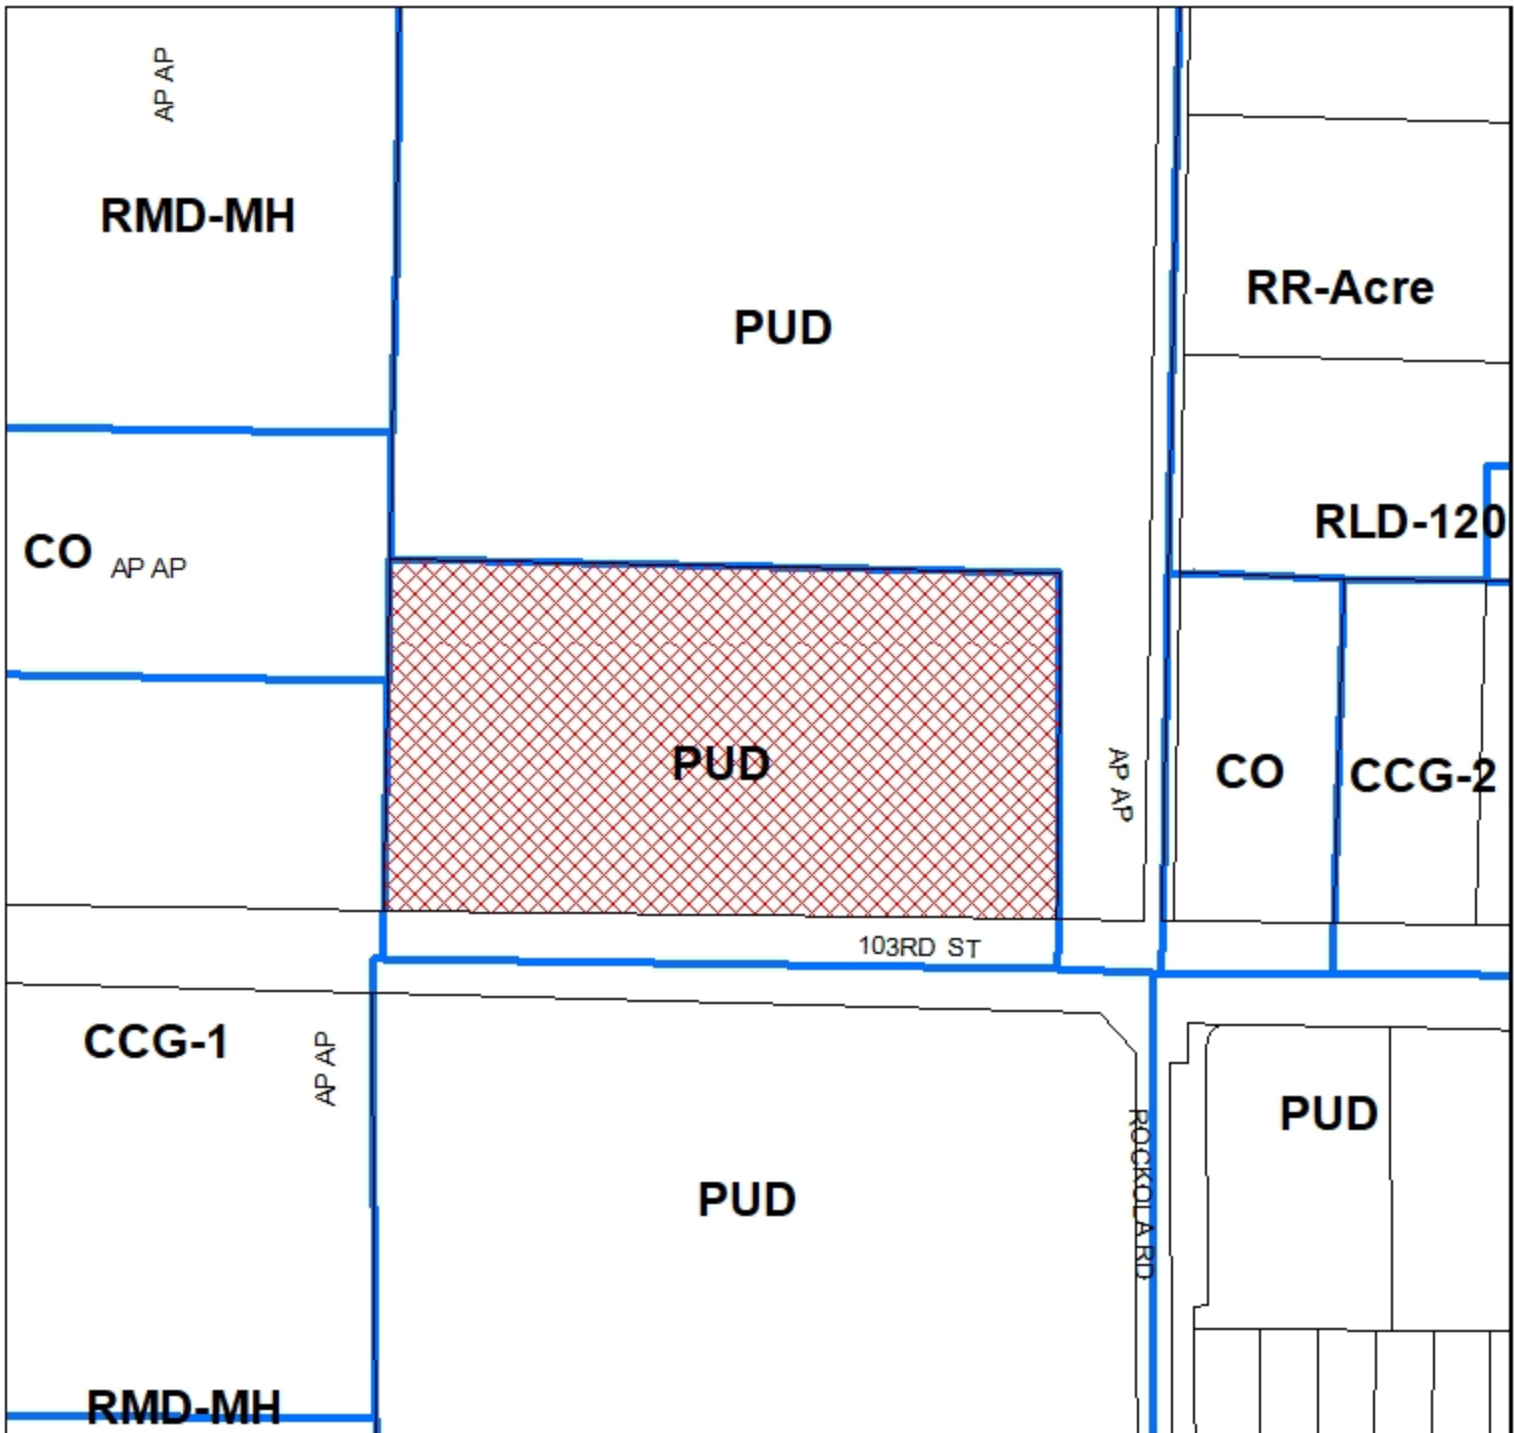 AP AP
RMD-MH
RR-Acre
PUD
RLD-120
CO
AP AP
PUD
AP AP
CO
CCG-2
103RD ST
CCG-1
AP AP
PUD
ROCKOLA RD
PUD
RMD-MH